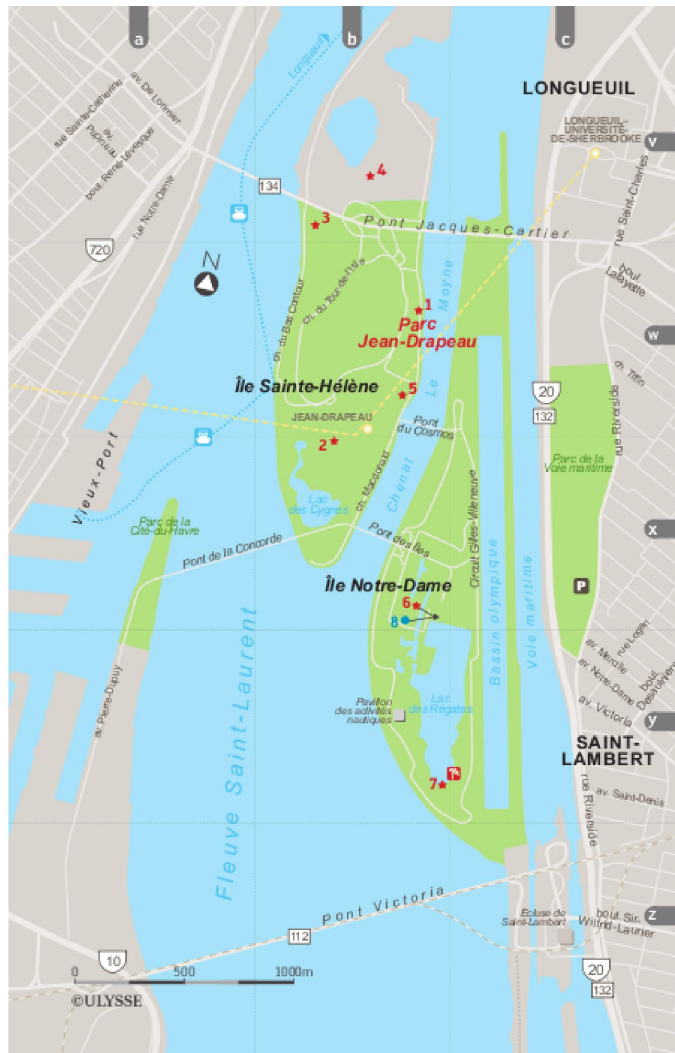 a
b
c
LONGUEUIL
Longueuil
LONGUEUIL–
UNIVERSITÉ-
DE-SHERBROOKE
V
av. De Lorimier
rue Sainte-Catherine
av.
Papineau
boul. René-Lévesque
rue Notre-Dame
134
4
3
Pont Jacques-Cartier
rue Saint-Charles
boul.
Lafayette
720
N
ch. du Tour-de-l'Isle
ch. du Bas Contour
1
Parc
Jean-Drapeau
Le Moyne
W
ch. Tiffin
Île Sainte-Hélène
5
20
132
rue Riverside
JEAN-DRAPEAU
Pont
du Cosmos
2
Vieux-Port
Parc de la
Voie maritime
ch. Macdonald
Chenal
Lac
des Cygnes
Circuit Gilles-Villeneuve
Parc de la
Cité-du-Havre
Pont de la Concorde
Pont des Îles
X
Île Notre-Dame
P
6
8
Bassin olympique
Voie maritime
rue Logan
av. Mercille
av. Notre-Dame
boul.
av. Victoria
Fleuve Saint-Laurent
av. Pierre-Dupuy
Pavillon
des activités
nautiques
Lac
des Régates
Y
SAINT-
LAMBERT
7
av. Saint-Denis
rue Riverside
Pont Victoria
Écluse de
Saint-Lambert
boul. Sir-
Wilfrid-Laurier
Z
112
10
20
132
0 500 1000m
©ULYSSE